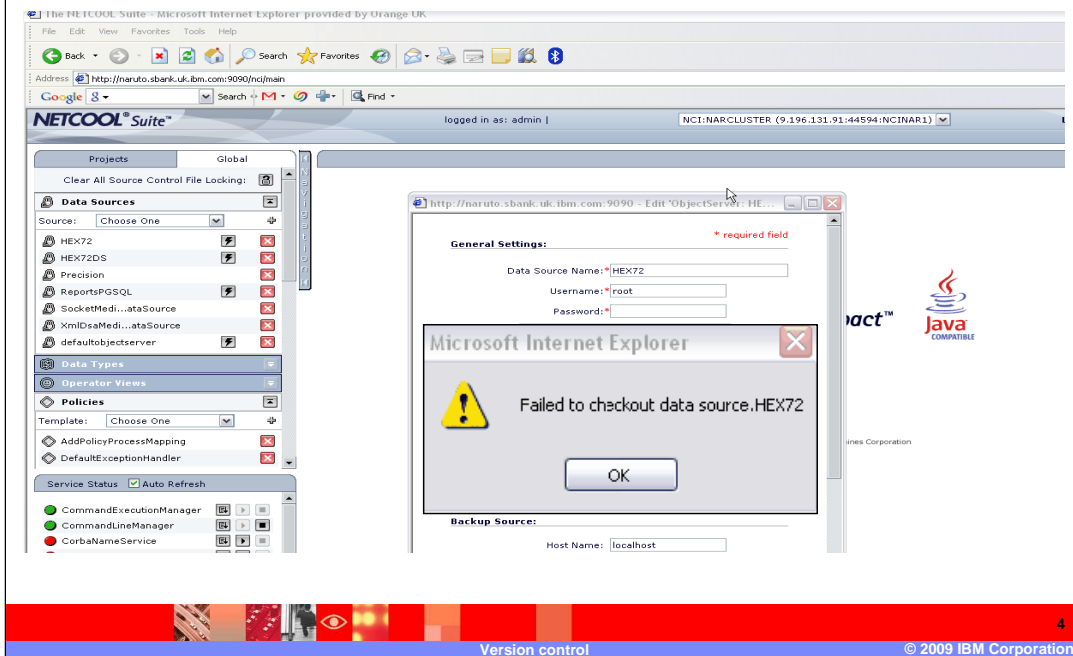 The NETCOOL Suite - Microsoft Internet Explorer provided by Orange UK
File Edit View Favorites Tools Help
Back Search Favorites
Address http://naruto.sbank.uk.ibm.com:9090/nci/main
Google Search Find
NETCOOL® Suite™ logged in as: admin | NCI:NARCLUSTER (9.196.131.91:44594:NCINAR1)
Projects Global
Clear All Source Control File Locking:
Data Sources
Source: Choose One
HEX72
HEX72DS
Precision
ReportsPGSQL
SocketMedi...ataSource
XmlDsaMedi...ataSource
defaultobjectserver
Data Types
Operator Views
Policies
Template: Choose One
AddPolicyProcessMapping
DefaultExceptionHandler
Service Status Auto Refresh
CommandExecutionManager
CommandLineManager
CorbaNameService
http://naruto.sbank.uk.ibm.com:9090 - Edit 'ObjectServer: HE...
* required field
General Settings:
Data Source Name:* HEX72
Username:* root
Password:*
Microsoft Internet Explorer
Failed to checkout data source.HEX72
OK
Backup Source:
Host Name: localhost
pact™
Java
COMPATIBLE
ines Corporation
4
Version control
© 2009 IBM Corporation